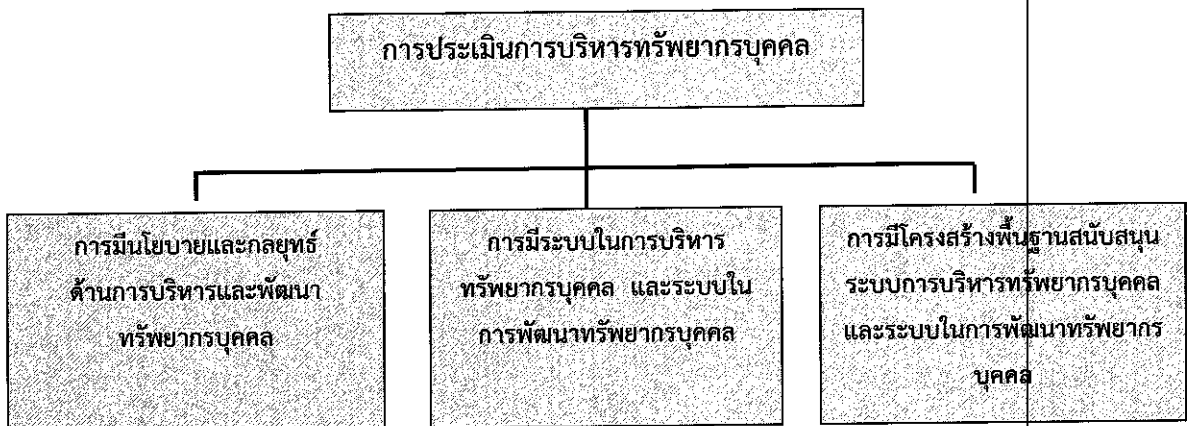 การประเมินการบริหารทรัพยากรบุคคล
การมีนโยบายและกลยุทธ์
ด้านการบริหารและพัฒนา
ทรัพยากรบุคคล
การมีระบบในการบริหาร
ทรัพยากรบุคคล และระบบใน
การพัฒนาทรัพยากรบุคคล
การมีโครงสร้างพื้นฐานสนับสนุน
ระบบการบริหารทรัพยากรบุคคล
และระบบในการพัฒนาทรัพยากร
บุคคล